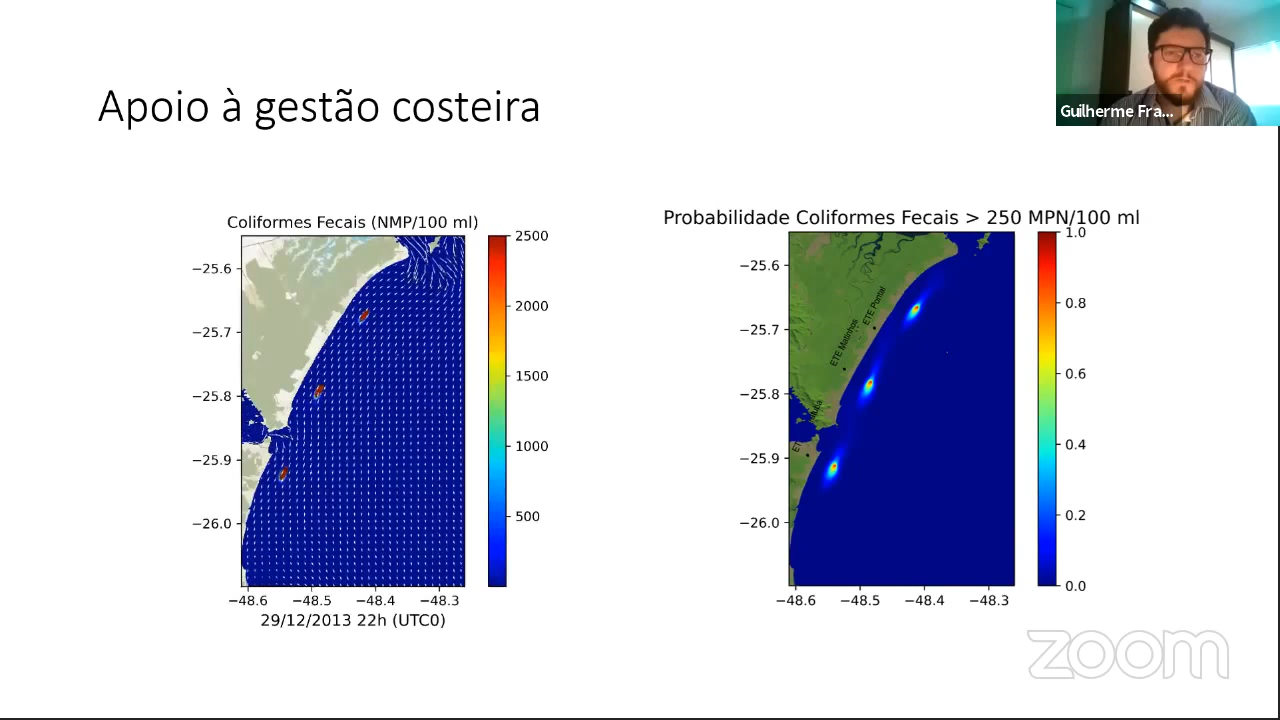 Apoio à gestão costeira
Guilherme Fra...
Coliformes Fecais (NMP/100 ml)
2500
2000
1500
1000
500
−25.6
−25.7
−25.8
−25.9
−26.0
−48.6 −48.5 −48.4 −48.3
29/12/2013 22h (UTC0)
Probabilidade Coliformes Fecais > 250 MPN/100 ml
1.0
0.8
0.6
0.4
0.2
0.0
−25.6
−25.7
−25.8
−25.9
−26.0
−48.6 −48.5 −48.4 −48.3
ETE Pontal
ETE Matinhos
zoom